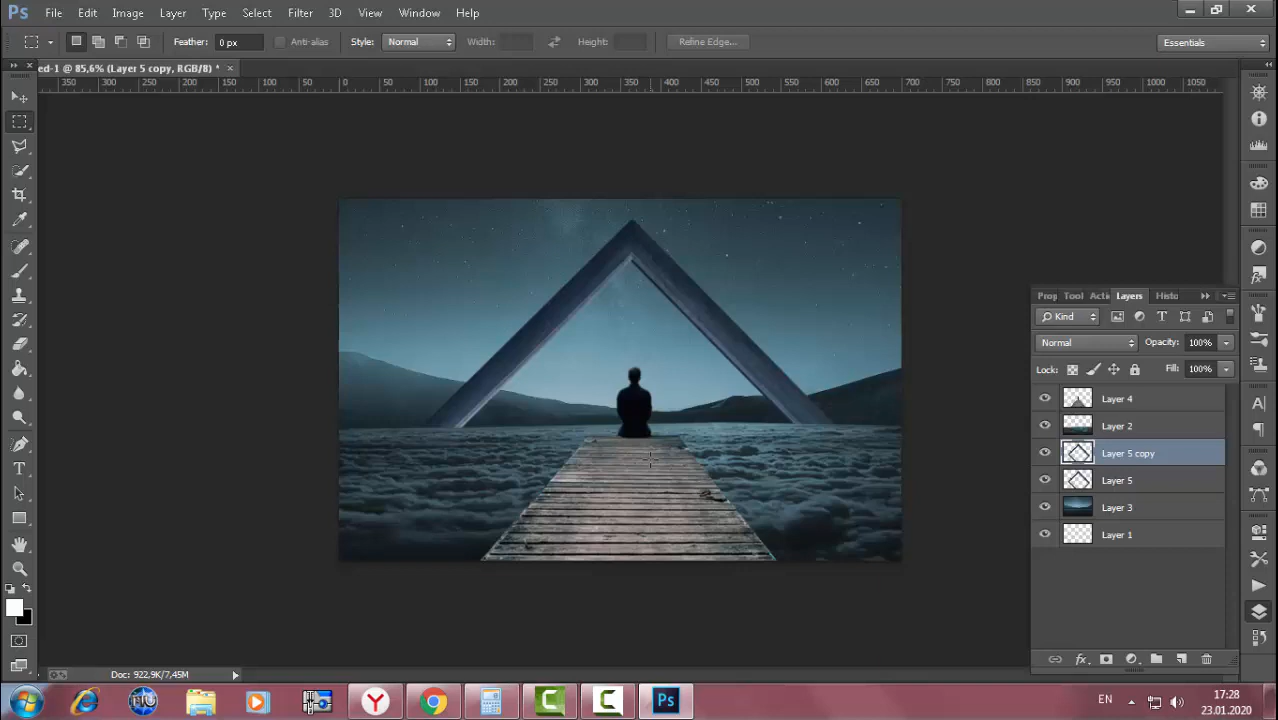 Ps File Edit Image Layer Type Select Filter 3D View Window Help
Feather: 0 px Anti-alias Style: Normal Width: Height: Refine Edge... Essentials
ed-1 @ 85,6% (Layer 5 copy, RGB/8) * ×
350 300 250 200 150 100 50 0 50 100 150 200 250 300 350 400 450 500 550 600 650 700 750 800 850 900 950 1000 1050
Prop Tool Acti Layers Histo
Kind T
Normal Opacity: 100%
Lock: Fill: 100%
Layer 4
Layer 2
Layer 5 copy
Layer 5
Layer 3
Layer 1
fx
Doc: 922,9K/7,45M
EN 17:28
23.01.2020